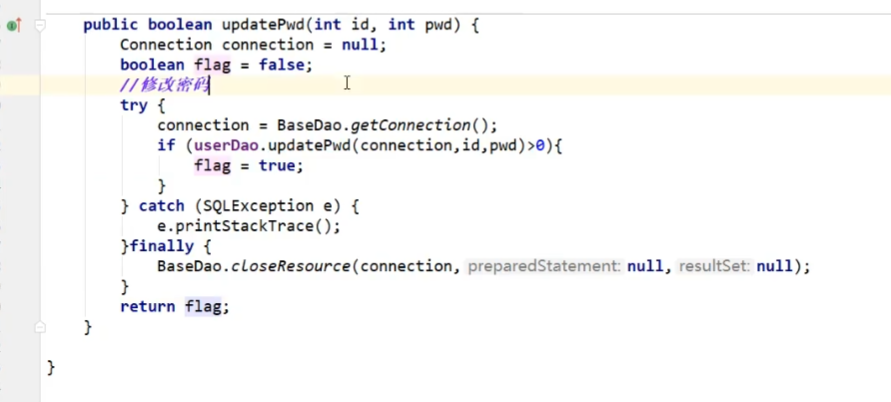 public boolean updatePwd(int id, int pwd) {
Connection connection = null;
boolean flag = false;
//修改密码
try {
connection = BaseDao.getConnection();
if (userDao.updatePwd(connection,id,pwd)>0){
flag = true;
}
} catch (SQLException e) {
e.printStackTrace();
}finally {
BaseDao.closeResource(connection, preparedStatement: null, resultSet: null);
}
return flag;
}
}